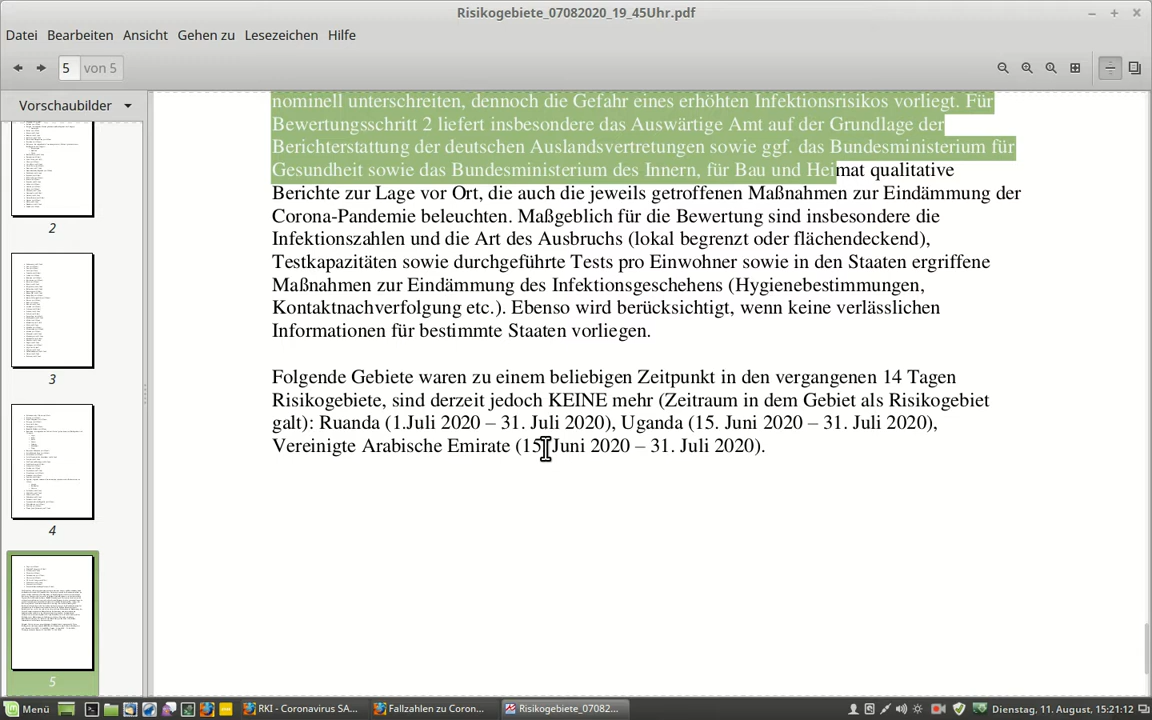 Risikogebiete_07082020_19_45Uhr.pdf
Datei Bearbeiten Ansicht Gehen zu Lesezeichen Hilfe
5 von 5
Vorschaubilder
2
3
4
5
nominell unterschreiten, dennoch die Gefahr eines erhöhten Infektionsrisikos vorliegt. Für
Bewertungsschritt 2 liefert insbesondere das Auswärtige Amt auf der Grundlage der
Berichterstattung der deutschen Auslandsvertretungen sowie ggf. das Bundesministerium für
Gesundheit sowie das Bundesministerium des Innern, für Bau und Heimat qualitative
Berichte zur Lage vor Ort, die auch die jeweils getroffenen Maßnahmen zur Eindämmung der
Corona-Pandemie beleuchten. Maßgeblich für die Bewertung sind insbesondere die
Infektionszahlen und die Art des Ausbruchs (lokal begrenzt oder flächendeckend),
Testkapazitäten sowie durchgeführte Tests pro Einwohner sowie in den Staaten ergriffene
Maßnahmen zur Eindämmung des Infektionsgeschehens (Hygienebestimmungen,
Kontaktnachverfolgung etc.). Ebenso wird berücksichtigt, wenn keine verlässlichen
Informationen für bestimmte Staaten vorliegen.
Folgende Gebiete waren zu einem beliebigen Zeitpunkt in den vergangenen 14 Tagen
Risikogebiete, sind derzeit jedoch KEINE mehr (Zeitraum in dem Gebiet als Risikogebiet
galt): Ruanda (1.Juli 2020 – 31. Juli 2020), Uganda (15. Juni 2020 – 31. Juli 2020),
Vereinigte Arabische Emirate (15. Juni 2020 – 31. Juli 2020).
Menü RKI - Coronavirus SA... Fallzahlen zu Coron... Risikogebiete_07082... Dienstag, 11. August, 15:21:12